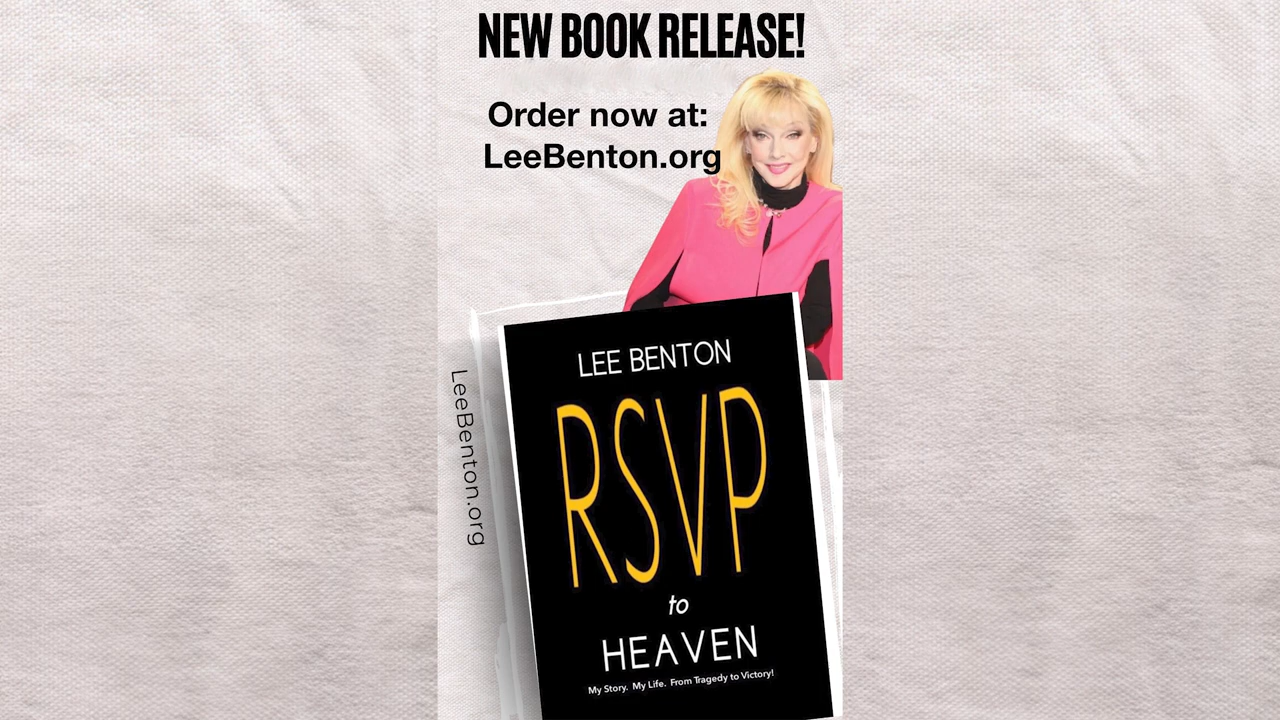 NEW BOOK RELEASE!
Order now at:
LeeBenton.org
LEE BENTON
RSVP
to
HEAVEN
My Story. My Life. From Tragedy to Victory!
LeeBenton.org